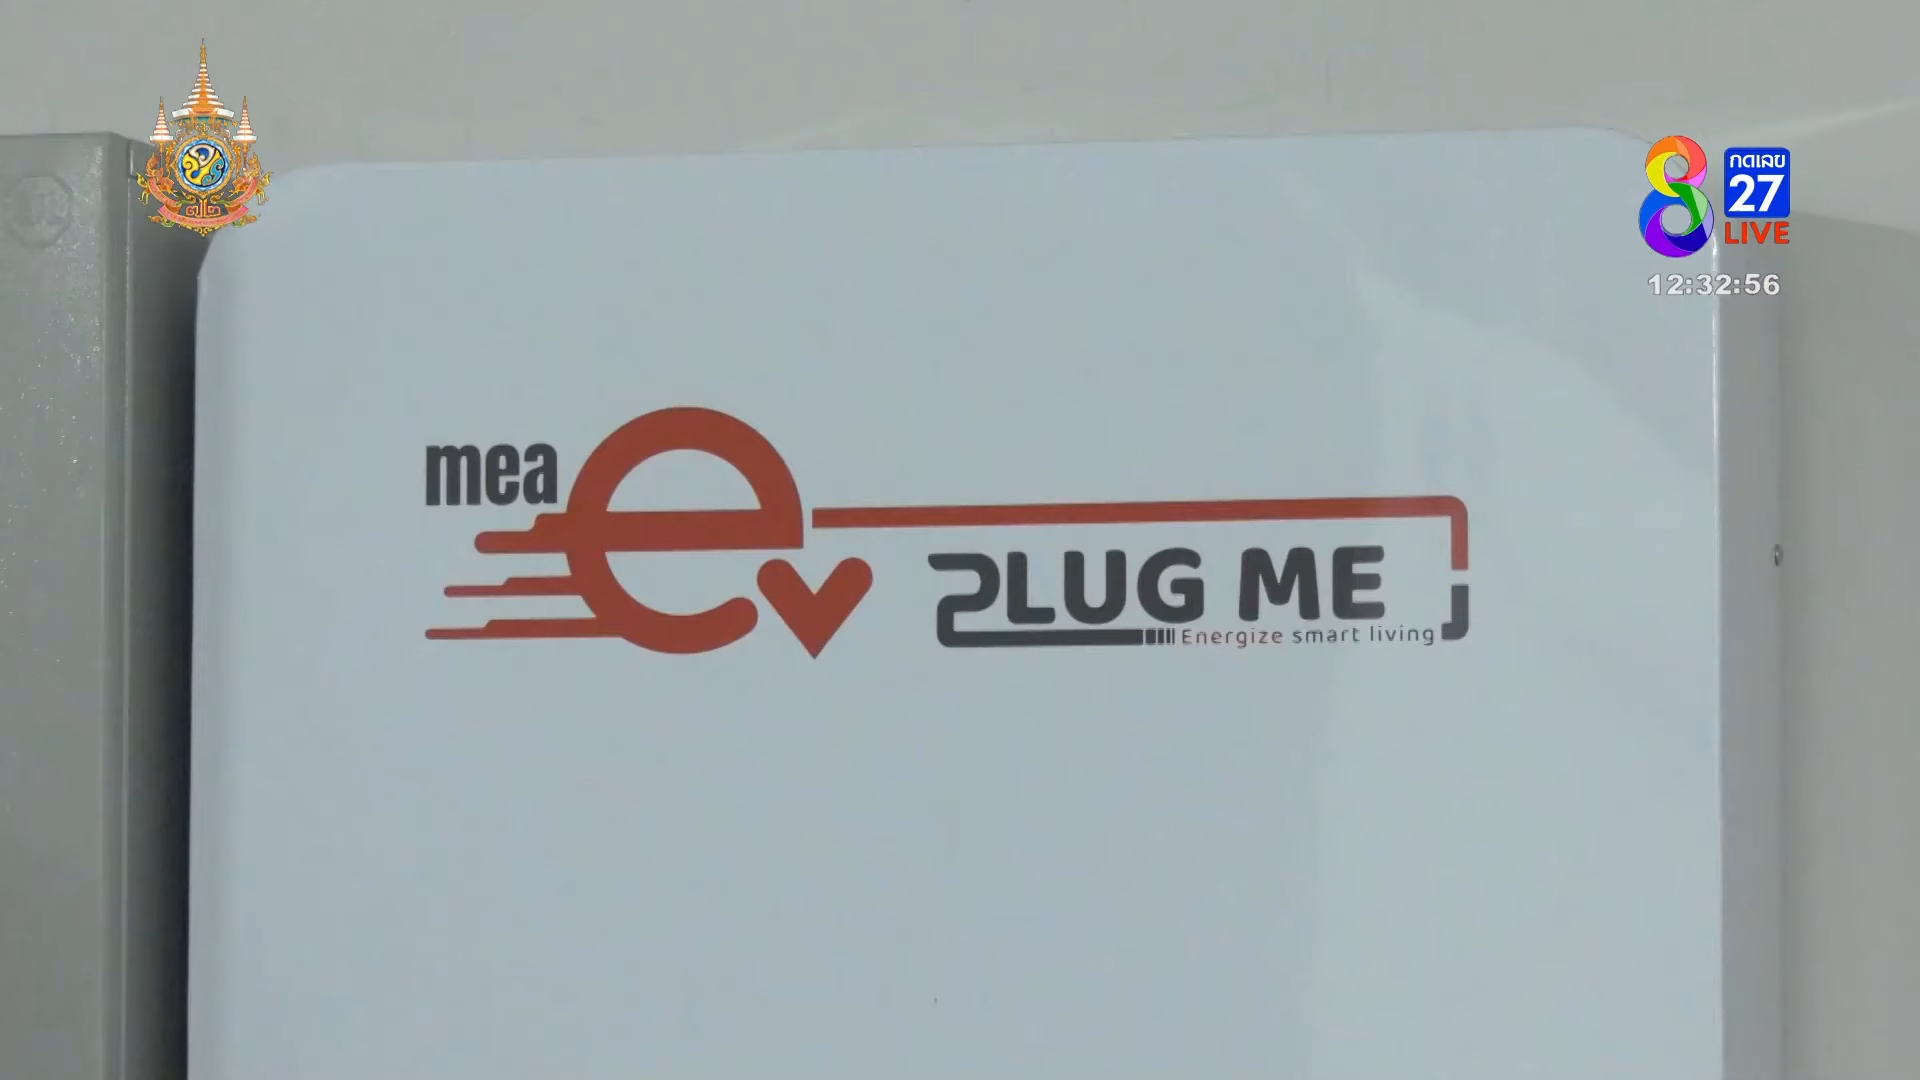 กดเลข
27
LIVE
12:32:56
mea
ev
PLUG ME
Energize smart living